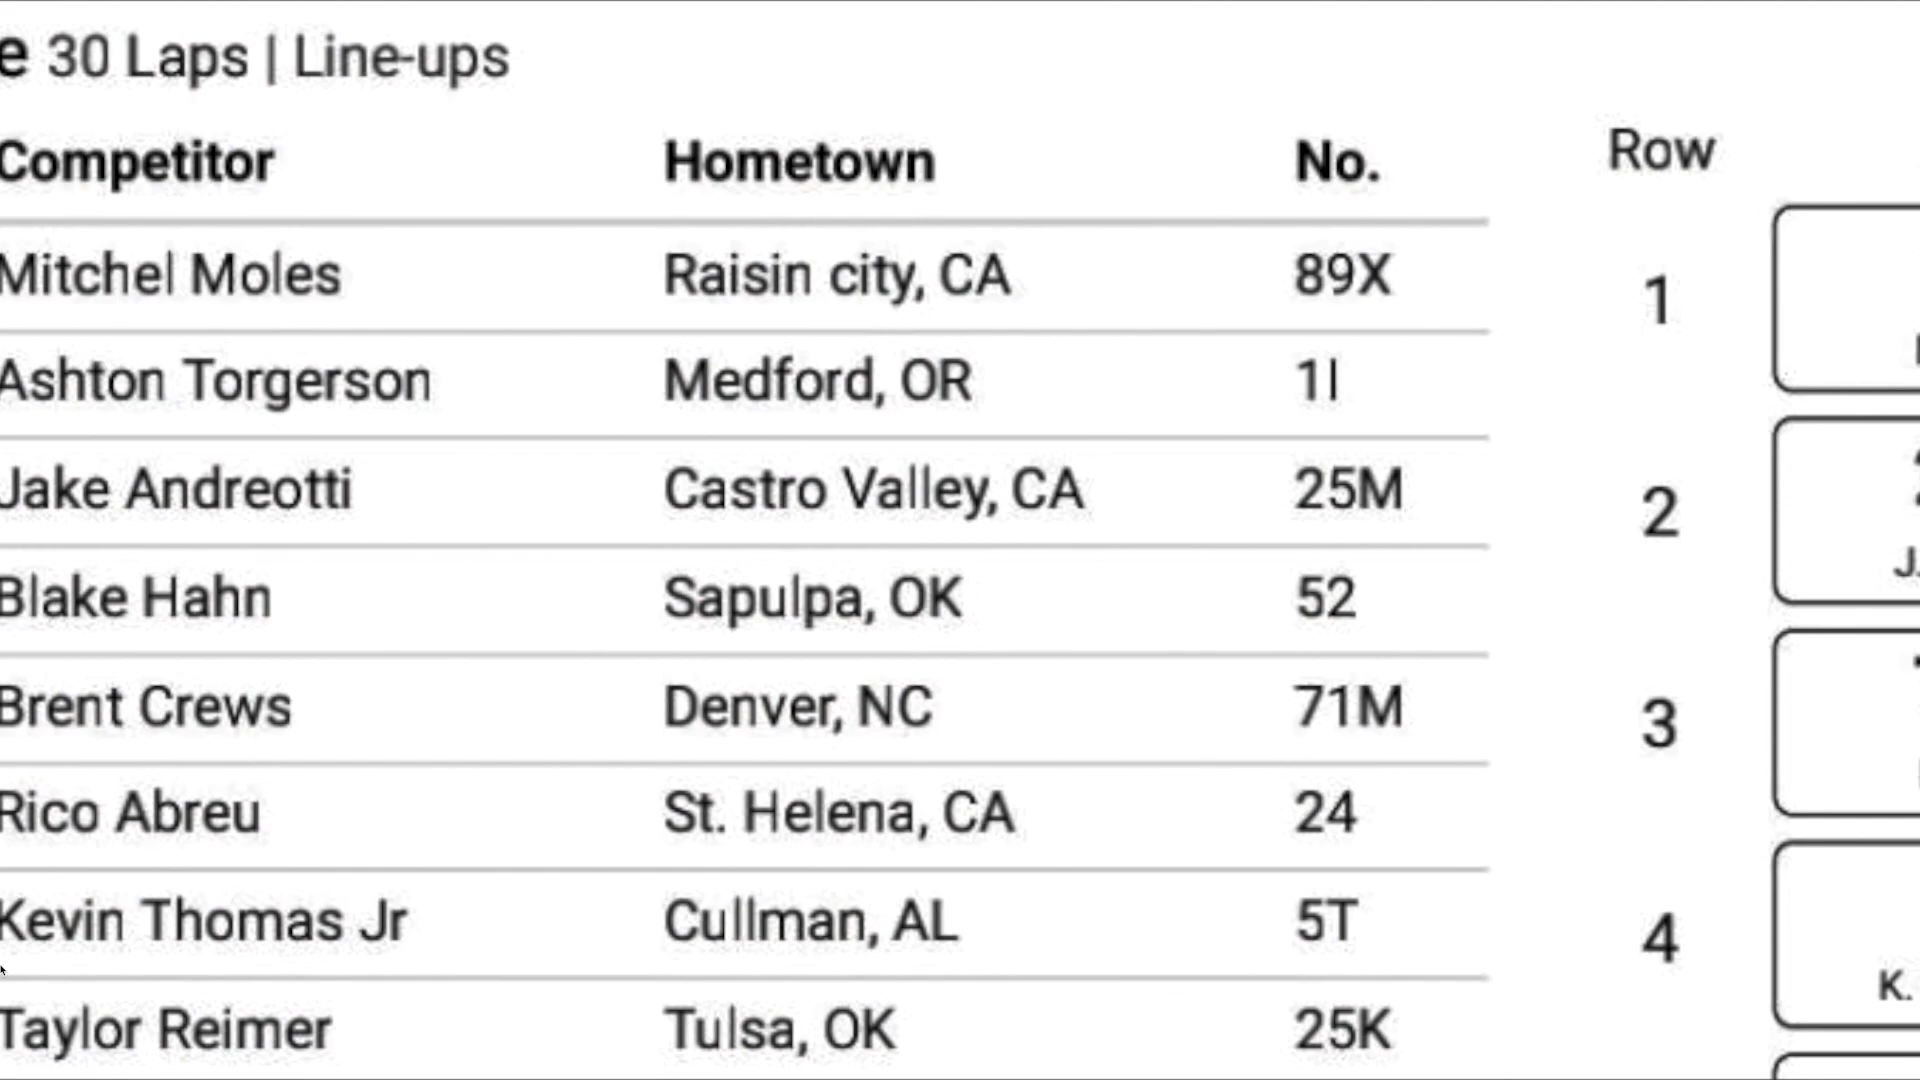 e 30 Laps | Line-ups
Competitor Hometown No. Row
Mitchel Moles Raisin city, CA 89X 1
Ashton Torgerson Medford, OR 1I
Jake Andreotti Castro Valley, CA 25M 2
Blake Hahn Sapulpa, OK 52
J.
Brent Crews Denver, NC 71M 3
Rico Abreu St. Helena, CA 24
Kevin Thomas Jr Cullman, AL 5T 4
K.
Taylor Reimer Tulsa, OK 25K